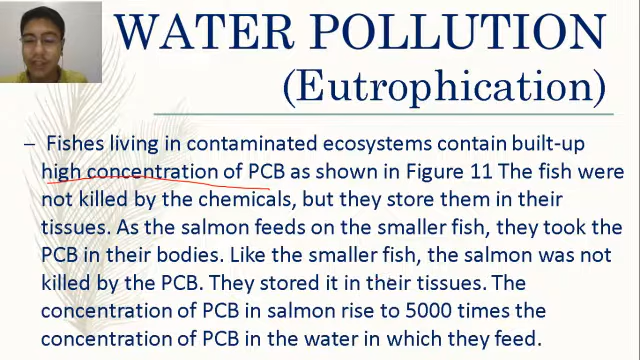 WATER POLLUTION
(Eutrophication)
– Fishes living in contaminated ecosystems contain built-up
high concentration of PCB as shown in Figure 11 The fish were
not killed by the chemicals, but they store them in their
tissues. As the salmon feeds on the smaller fish, they took the
PCB in their bodies. Like the smaller fish, the salmon was not
killed by the PCB. They stored it in their tissues. The
concentration of PCB in salmon rise to 5000 times the
concentration of PCB in the water in which they feed.